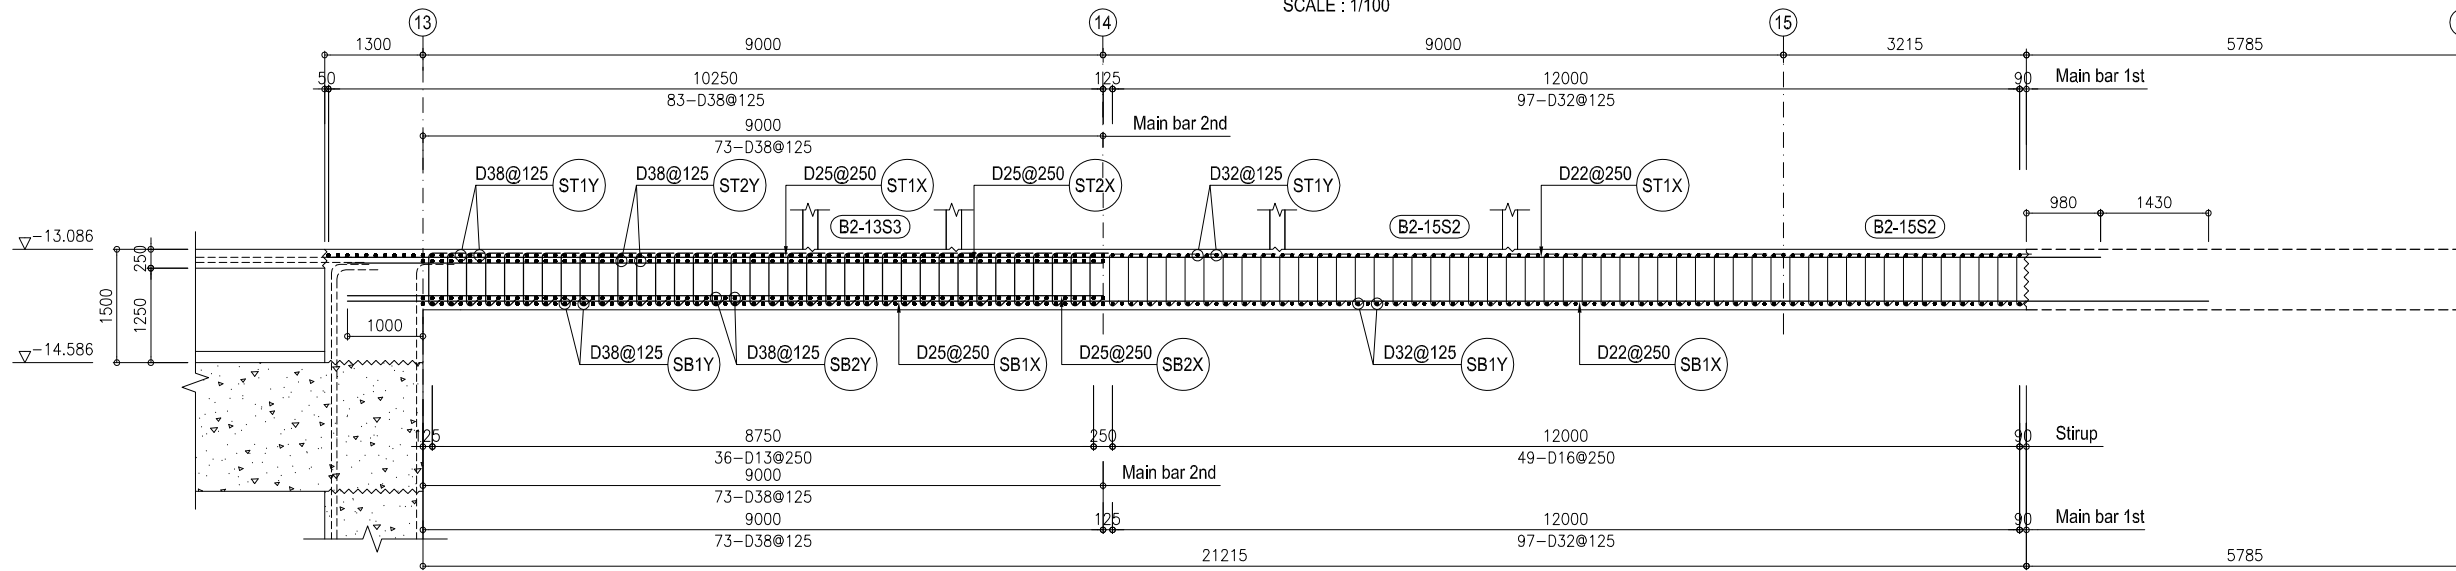 SCALE : 1/100
13 14 15
1300 9000 9000 3215 5785
50 10250 125 12000 90 Main bar 1st
83-D38@125 97-D32@125
9000 Main bar 2nd
73-D38@125
D38@125 ST1Y D38@125 ST2Y D25@250 ST1X D25@250 ST2X D32@125 ST1Y D22@250 ST1X
980 1430
B2-13S3 B2-15S2 B2-15S2
-13.086
250
1500
1250
1000
-14.586
D38@125 SB1Y D38@125 SB2Y D25@250 SB1X D25@250 SB2X D32@125 SB1Y D22@250 SB1X
125 8750 250 12000 90 Stirup
36-D13@250 49-D16@250
9000 Main bar 2nd
73-D38@125
9000 125 12000 90 Main bar 1st
73-D38@125 97-D32@125
21215 5785